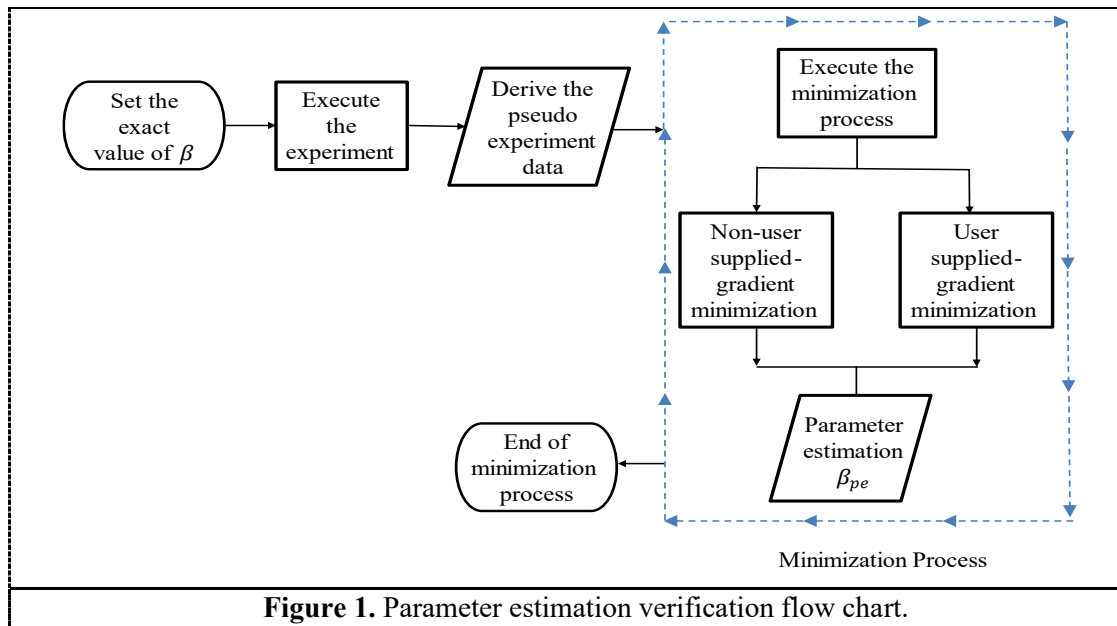 Set the
exact
value of β
Execute
the
experiment
Derive the
pseudo
experiment
data
Execute the
minimization
process
Non-user
supplied-
gradient
minimization
User
supplied-
gradient
minimization
Parameter
estimation
βpe
End of
minimization
process
Minimization Process
Figure 1. Parameter estimation verification flow chart.